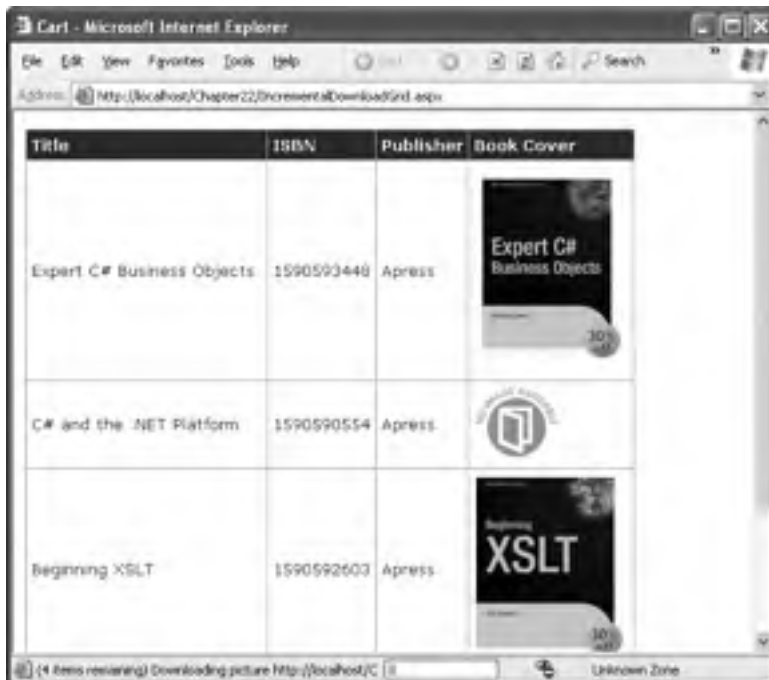 Cart - Microsoft Internet Explorer
File Edit View Favorites Tools Help
Search
Address http://localhost/Chapter22/IncrementalDownloadGrid.aspx
Title ISBN Publisher Book Cover
Expert C# Business Objects 1590593448 Apress
Expert C#
Business Objects
C# and the .NET Platform 1590590554 Apress
Beginning XSLT 1590592603 Apress
Beginning
XSLT
(4 items remaining) Downloading picture http://localhost/C
Unknown Zone